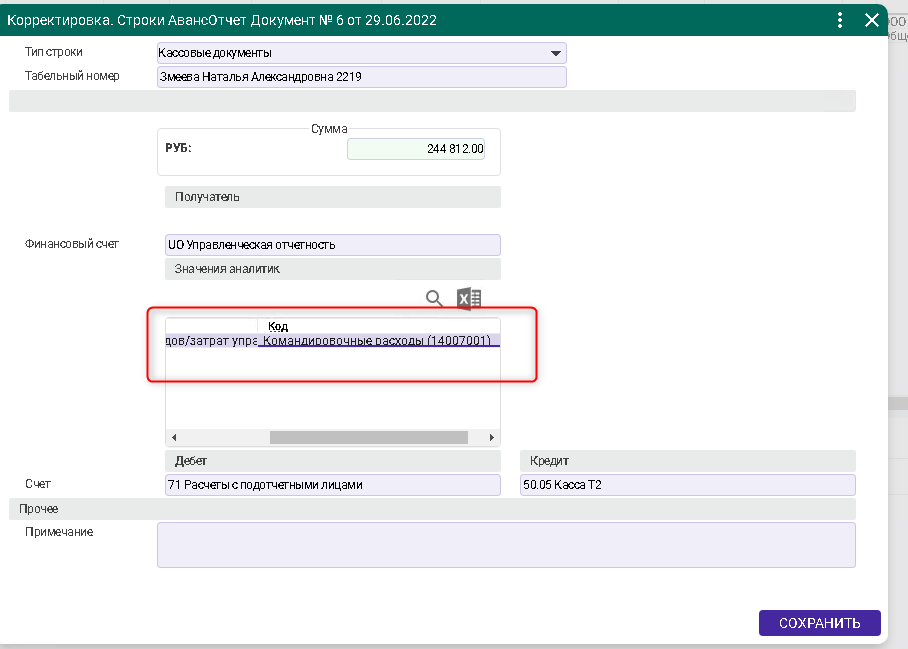 Корректировка. Строки АвансОтчет Документ № 6 от 29.06.2022
Тип строки
Кассовые документы
Табельный номер
Змеева Наталья Александровна 2219
Сумма
РУБ:
244 812.00
Получатель
Финансовый счет
UO Управленческая отчетность
Значения аналитик
Код
дов/затрат упра
Командировочные расходы (14007001)
Дебет
Кредит
Счет
71 Расчеты с подотчетными лицами
50.05 Касса Т2
Прочее
Примечание
СОХРАНИТЬ